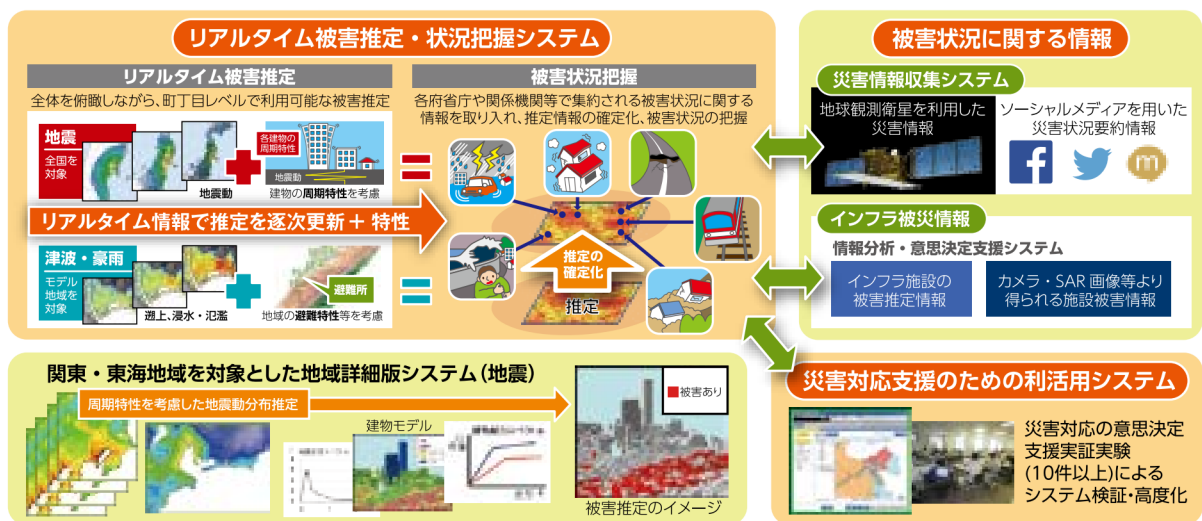 リアルタイム被害推定・状況把握システム
リアルタイム被害推定
全体を俯瞰しながら、町丁目レベルで利用可能な被害推定
地震
全国を
対象
地震動
各建物の
周期特性
地震動
建物の周期特性を考慮
リアルタイム情報で推定を逐次更新 + 特性
津波・豪雨
モデル
地域を
対象
遡上、浸水・氾濫
避難所
地域の避難特性等を考慮
被害状況把握
各府省庁や関係機関等で集約される被害状況に関する
情報を取り入れ、推定情報の確定化、被害状況の把握
推定の
確定化
推定
被害状況に関する情報
災害情報収集システム
地球観測衛星を利用した
災害情報
ソーシャルメディアを用いた
災害状況要約情報
インフラ被災情報
情報分析・意思決定支援システム
インフラ施設の
被害推定情報
カメラ・SAR 画像等より
得られる施設被害情報
関東・東海地域を対象とした地域詳細版システム(地震)
周期特性を考慮した地震動分布推定
建物モデル
被害あり
被害推定のイメージ
災害対応支援のための利活用システム
災害対応の意思決定
支援実証実験
(10件以上)による
システム検証・高度化